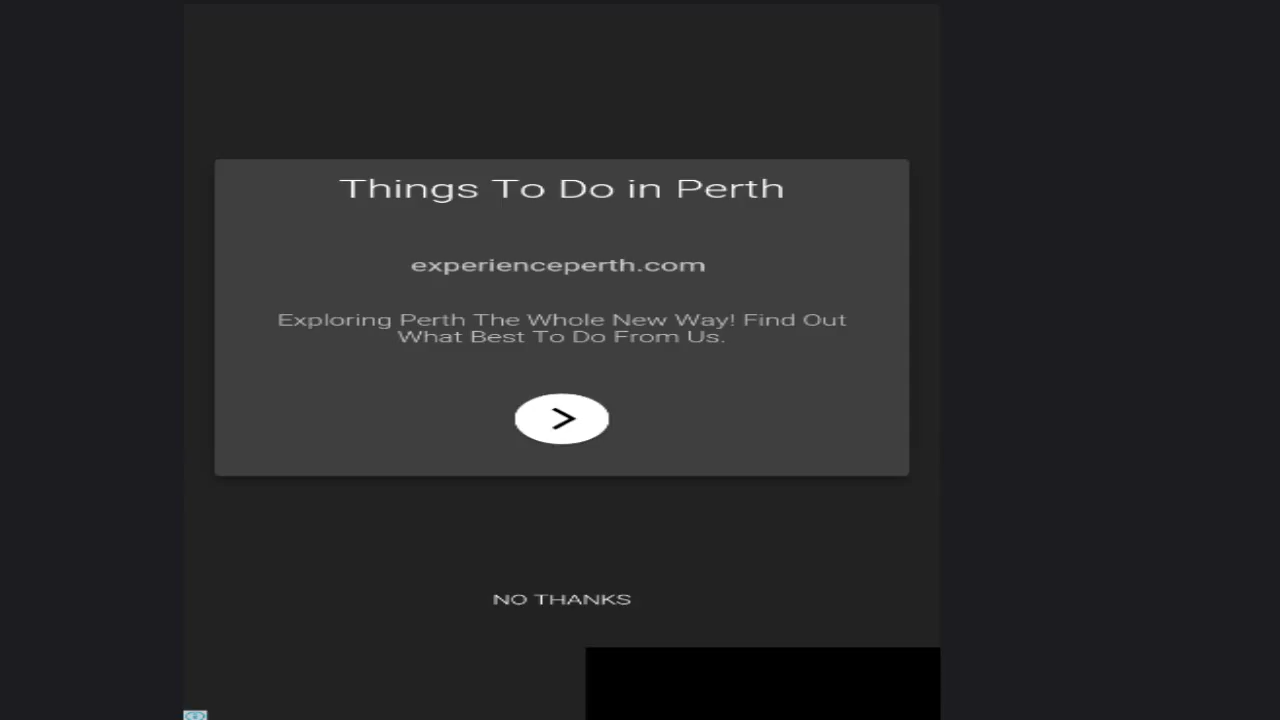 Things To Do in Perth
experienceperth.com
Exploring Perth The Whole New Way! Find Out
What Best To Do From Us.
NO THANKS